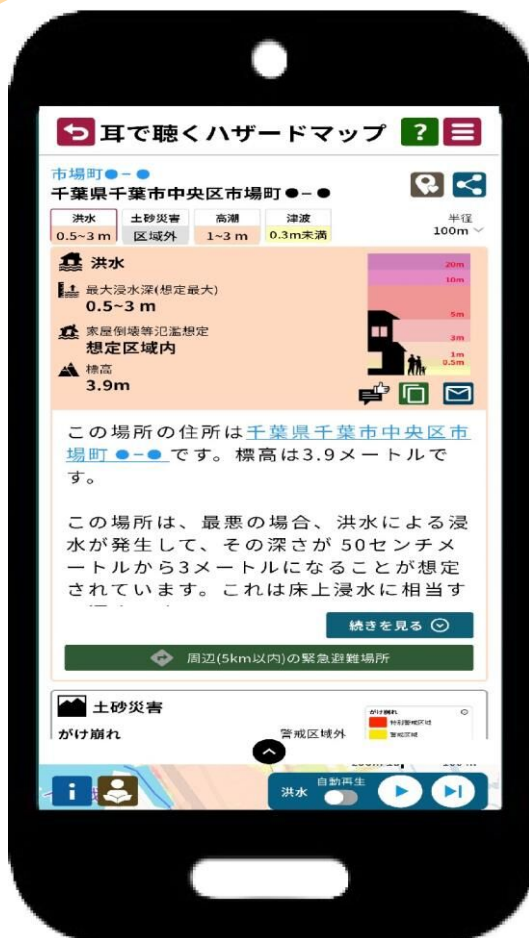 耳で聴くハザードマップ ?
市場町●-●
千葉県千葉市中央区市場町●-●
洪水 土砂災害 高潮 津波 半径
0.5~3 m 区域外 1~3 m 0.3m未満 100m
洪水
最大浸水深(想定最大)
0.5~3 m
家屋倒壊等氾濫想定
想定区域内
標高
3.9m
20m
10m
5m
3m
1m
0.5m
この場所の住所は千葉県千葉市中央区市
場町 ●-● です。標高は3.9メートルで
す。
この場所は、最悪の場合、洪水による浸
水が発生して、その深さが 50センチメ
ートルから3メートルになることが想定
されています。これは床上浸水に相当す
続きを見る
周辺(5km以内)の緊急避難場所
土砂災害
がけ崩れ 警戒区域外
がけ崩れ
特別警戒区域
警戒区域
i
洪水 自動再生